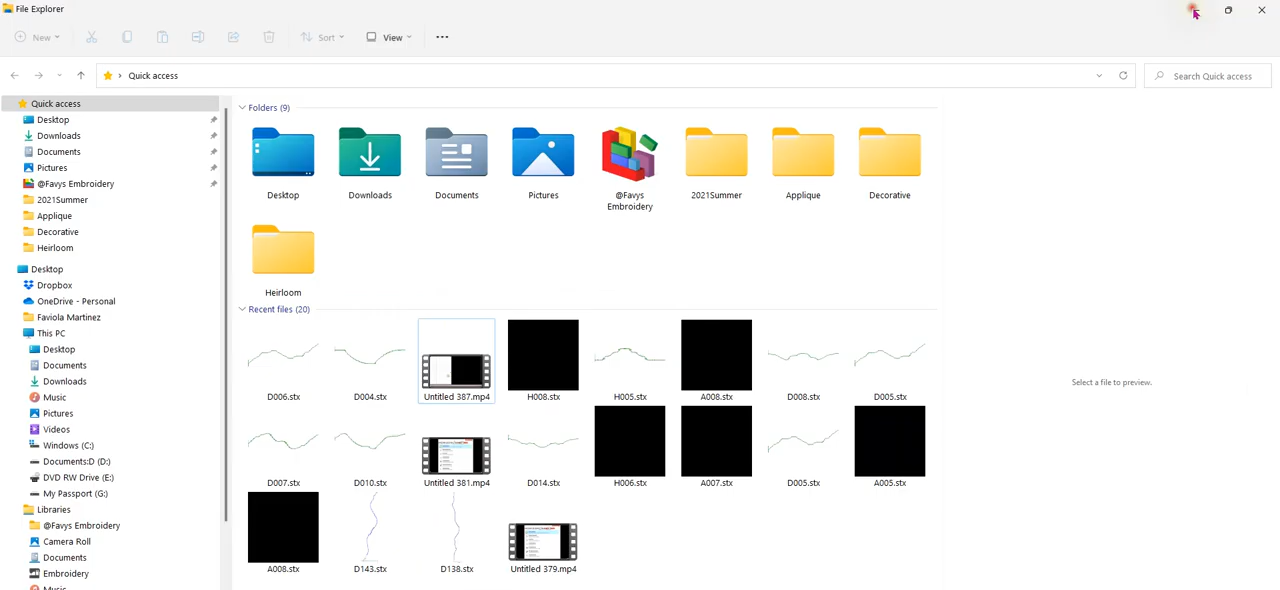 File Explorer
New
Sort
View
Quick access
Search Quick access
Quick access
Desktop
Downloads
Documents
Pictures
@Favys Embroidery
2021Summer
Applique
Decorative
Heirloom
Desktop
Dropbox
OneDrive - Personal
Faviola Martinez
This PC
Desktop
Documents
Downloads
Music
Pictures
Videos
Windows (C:)
Documents:D (D:)
DVD RW Drive (E:)
My Passport (G:)
Libraries
@Favys Embroidery
Camera Roll
Documents
Embroidery
Music
Folders (9)
Desktop
Downloads
Documents
Pictures
@Favys
Embroidery
2021Summer
Applique
Decorative
Heirloom
Recent files (20)
D006.stx
D004.stx
Untitled 387.mp4
H008.stx
H005.stx
A008.stx
D008.stx
D005.stx
D007.stx
D010.stx
Untitled 381.mp4
D014.stx
H006.stx
A007.stx
D005.stx
A005.stx
A008.stx
D143.stx
D138.stx
Untitled 379.mp4
Select a file to preview.